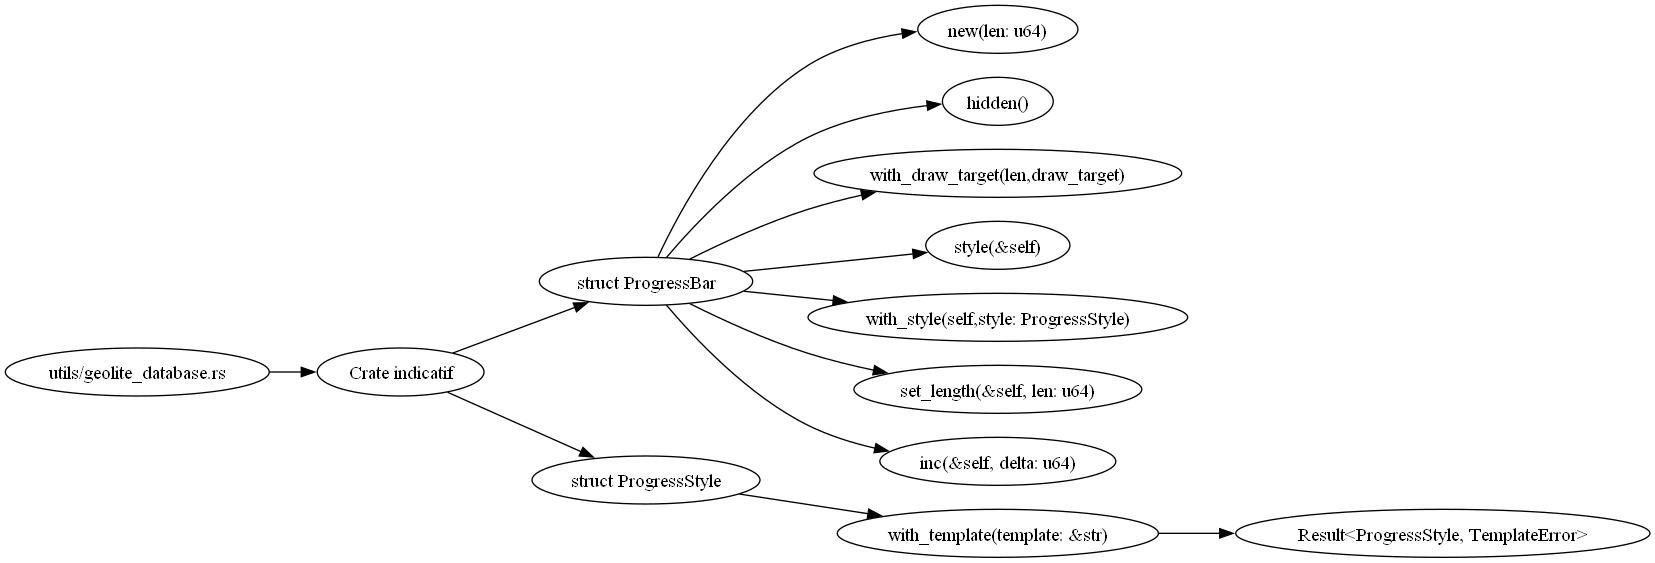 new(len: u64)
hidden()
with_draw_target(len,draw_target)
style(&self)
struct ProgressBar
with_style(self,style: ProgressStyle)
utils/geolite_database.rs
Crate indicatif
set_length(&self, len: u64)
inc(&self, delta: u64)
struct ProgressStyle
with_template(template: &str)
Result<ProgressStyle, TemplateError>